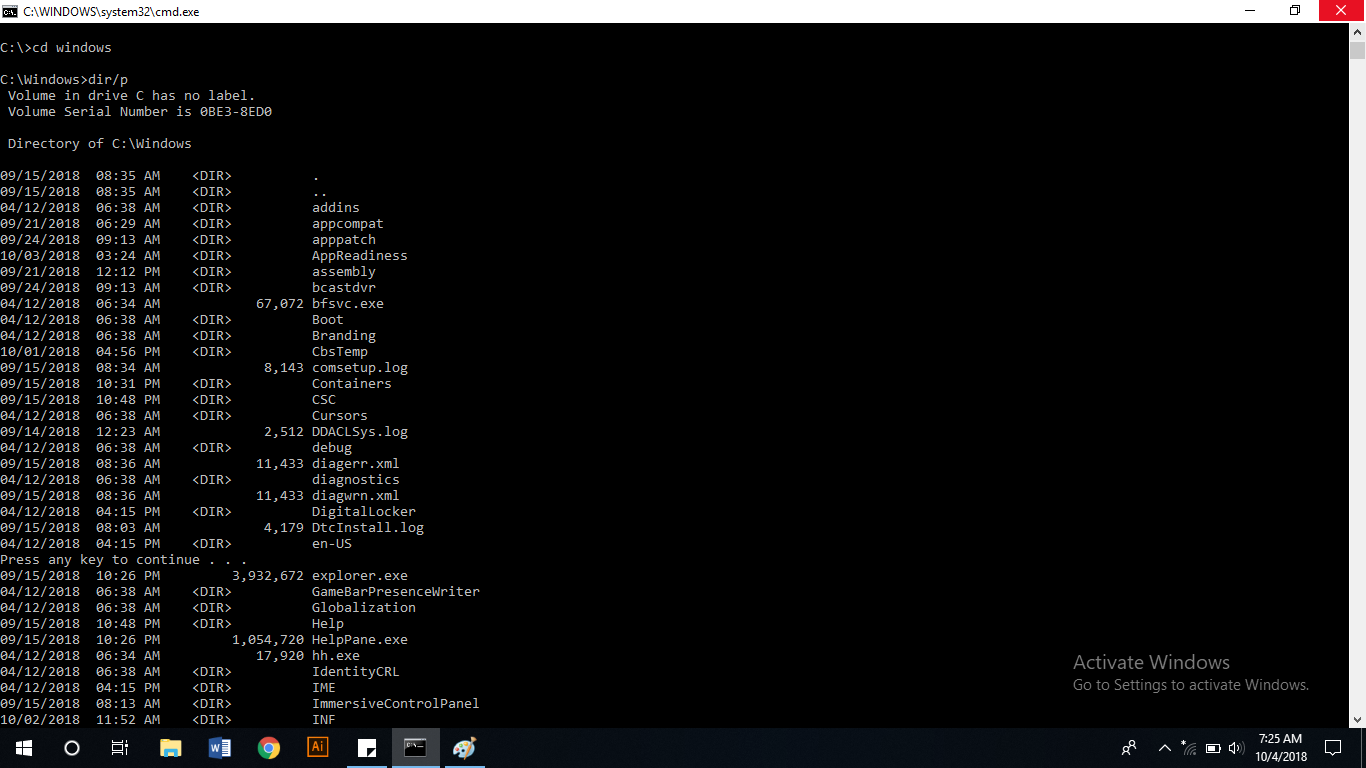 C:\WINDOWS\system32\cmd.exe
C:\>cd windows
C:\Windows>dir/p
Volume in drive C has no label.
Volume Serial Number is 0BE3-8ED0
Directory of C:\Windows
09/15/2018  08:35 AM    <DIR>          .
09/15/2018  08:35 AM    <DIR>          ..
04/12/2018  06:38 AM    <DIR>          addins
09/21/2018  06:29 AM    <DIR>          appcompat
09/24/2018  09:13 AM    <DIR>          apppatch
10/03/2018  03:24 AM    <DIR>          AppReadiness
09/21/2018  12:12 PM    <DIR>          assembly
09/24/2018  09:13 AM    <DIR>          bcastdvr
04/12/2018  06:34 AM            67,072 bfsvc.exe
04/12/2018  06:38 AM    <DIR>          Boot
04/12/2018  06:38 AM    <DIR>          Branding
10/01/2018  04:56 PM    <DIR>          CbsTemp
09/15/2018  08:34 AM             8,143 comsetup.log
09/15/2018  10:31 PM    <DIR>          Containers
09/15/2018  10:48 PM    <DIR>          CSC
04/12/2018  06:38 AM    <DIR>          Cursors
09/14/2018  12:23 AM             2,512 DDACLSys.log
04/12/2018  06:38 AM    <DIR>          debug
09/15/2018  08:36 AM            11,433 diagerr.xml
04/12/2018  06:38 AM    <DIR>          diagnostics
09/15/2018  08:36 AM            11,433 diagwrn.xml
04/12/2018  04:15 PM    <DIR>          DigitalLocker
09/15/2018  08:03 AM             4,179 DtcInstall.log
04/12/2018  04:15 PM    <DIR>          en-US
Press any key to continue . . .
09/15/2018  10:26 PM         3,932,672 explorer.exe
04/12/2018  06:38 AM    <DIR>          GameBarPresenceWriter
04/12/2018  06:38 AM    <DIR>          Globalization
09/15/2018  10:48 PM    <DIR>          Help
09/15/2018  10:26 PM         1,054,720 HelpPane.exe
04/12/2018  06:34 AM            17,920 hh.exe
04/12/2018  06:38 AM    <DIR>          IdentityCRL
04/12/2018  04:15 PM    <DIR>          IME
09/15/2018  08:13 AM    <DIR>          ImmersiveControlPanel
10/02/2018  11:52 AM    <DIR>          INF
Activate Windows
Go to Settings to activate Windows.
Ai
7:25 AM
10/4/2018